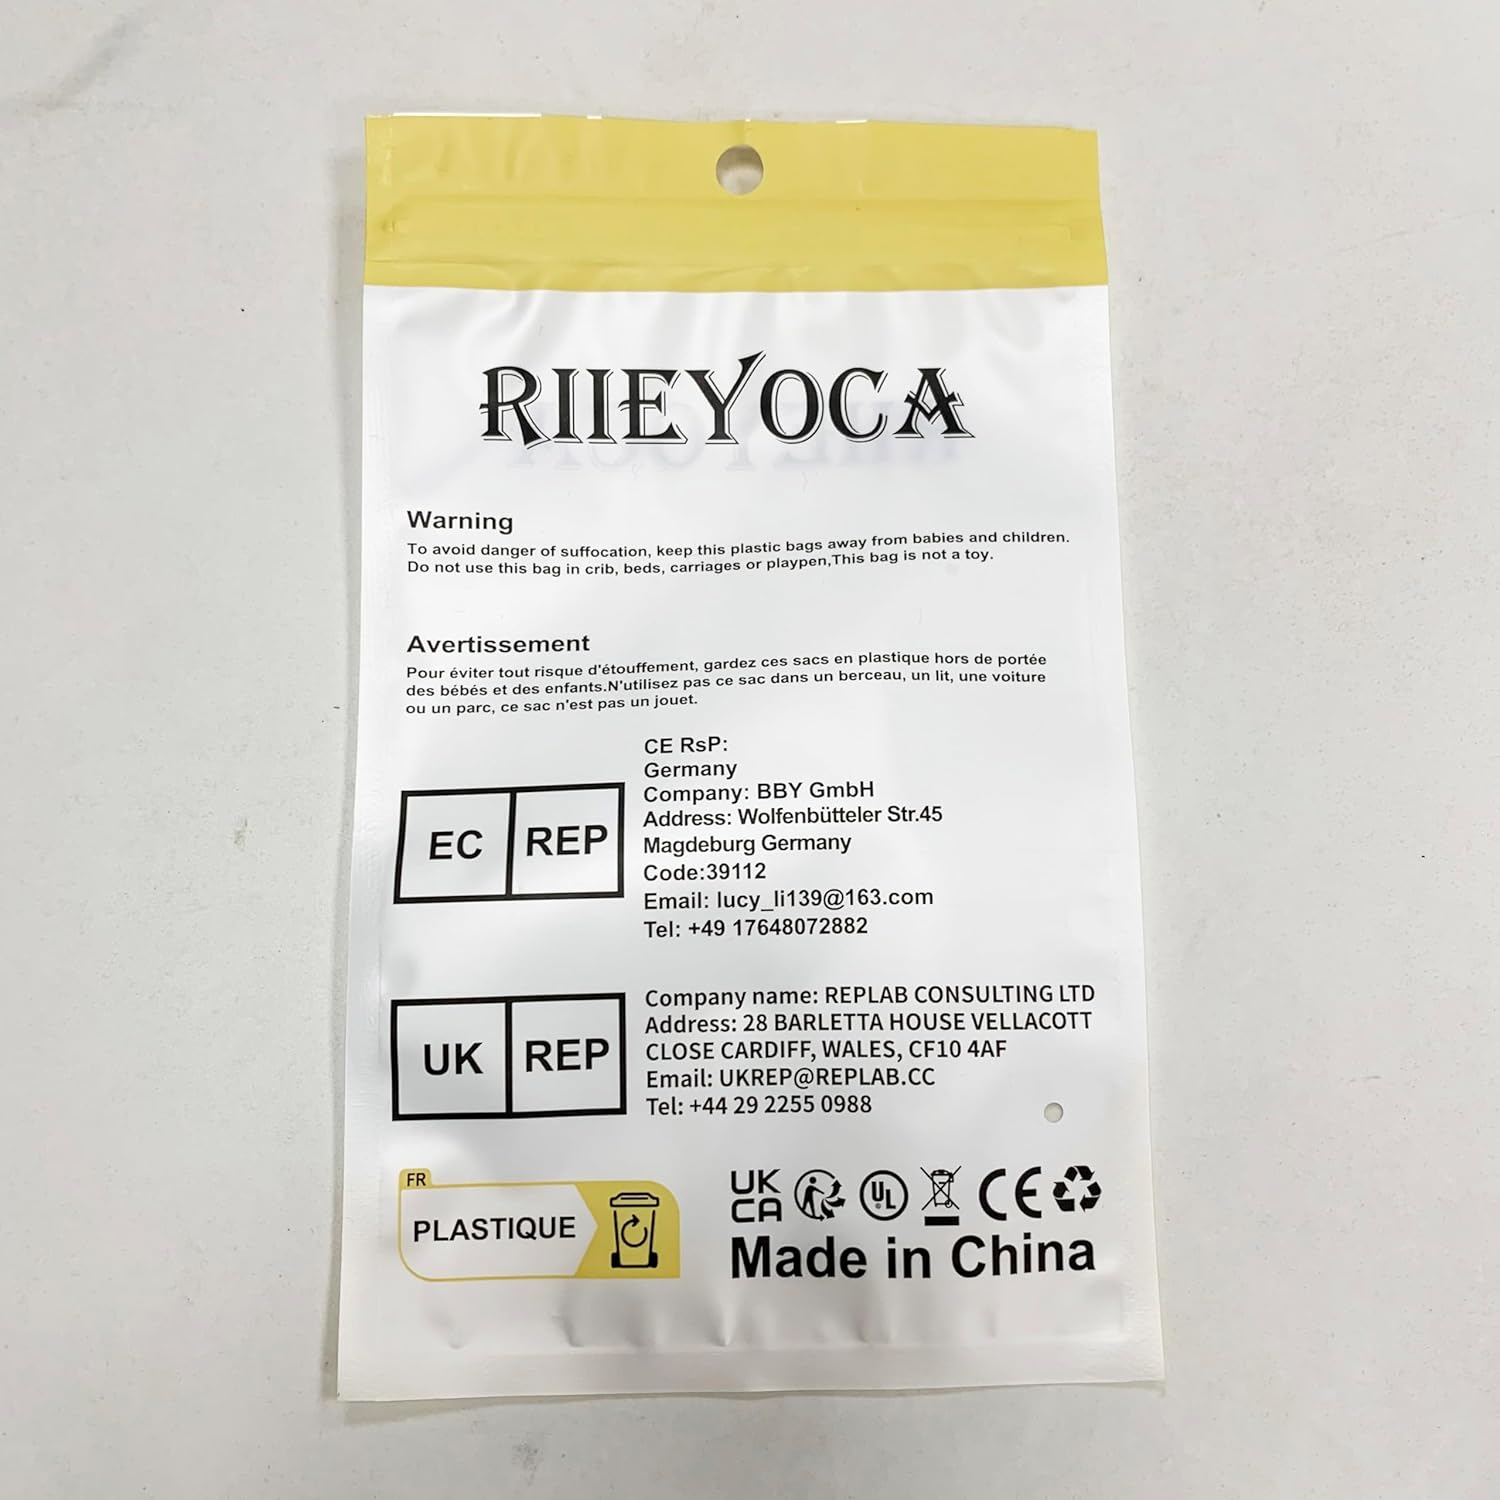 RIIEYOCA
Warning
To avoid danger of suffocation, keep this plastic bags away from babies and children.
Do not use this bag in crib, beds, carriages or playpen,This bag is not a toy.
Avertissement
Pour éviter tout risque d'étouffement, gardez ces sacs en plastique hors de portée
des bébés et des enfants.N'utilisez pas ce sac dans un berceau, un lit, une voiture
ou un parc, ce sac n'est pas un jouet.
EC REP
CE RsP:
Germany
Company: BBY GmbH
Address: Wolfenbütteler Str.45
Magdeburg Germany
Code:39112
Email: lucy_li139@163.com
Tel: +49 17648072882
UK REP
Company name: REPLAB CONSULTING LTD
Address: 28 BARLETTA HOUSE VELLACOTT
CLOSE CARDIFF, WALES, CF10 4AF
Email: UKREP@REPLAB.CC
Tel: +44 29 2255 0988
FR
PLASTIQUE
UK
CA
UL
CE
Made in China